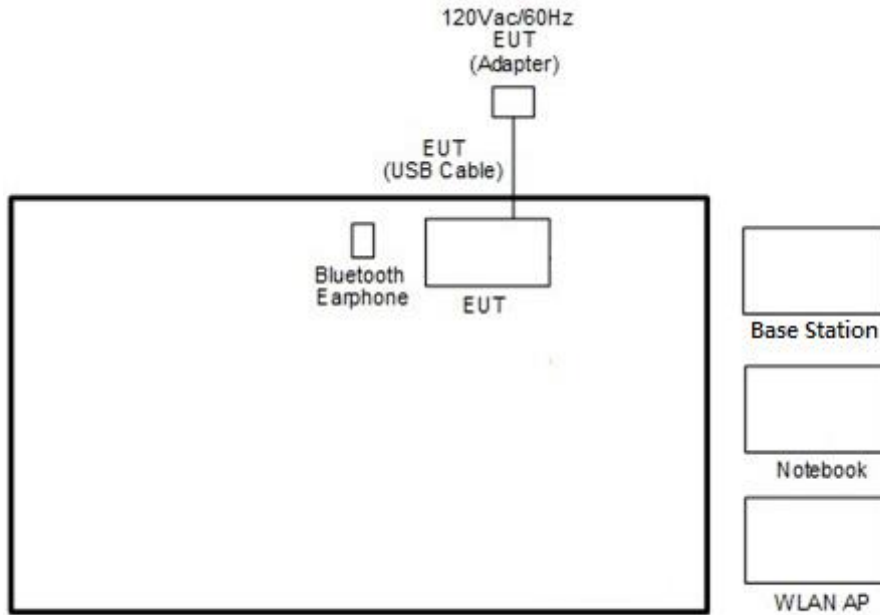 120Vac/60Hz
EUT
(Adapter)
EUT
(USB Cable)
Bluetooth
Earphone
EUT
Base Station
Notebook
WLAN AP